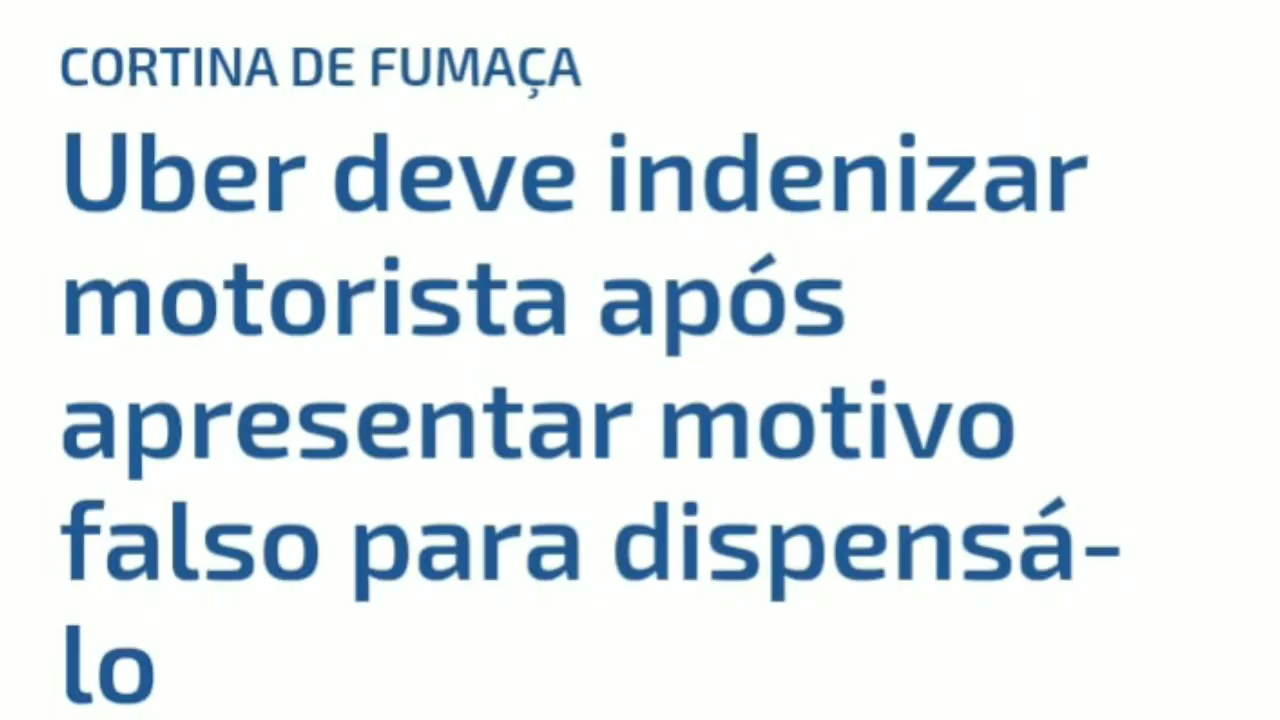 CORTINA DE FUMAÇA
Uber deve indenizar
motorista após
apresentar motivo
falso para dispensá-
lo